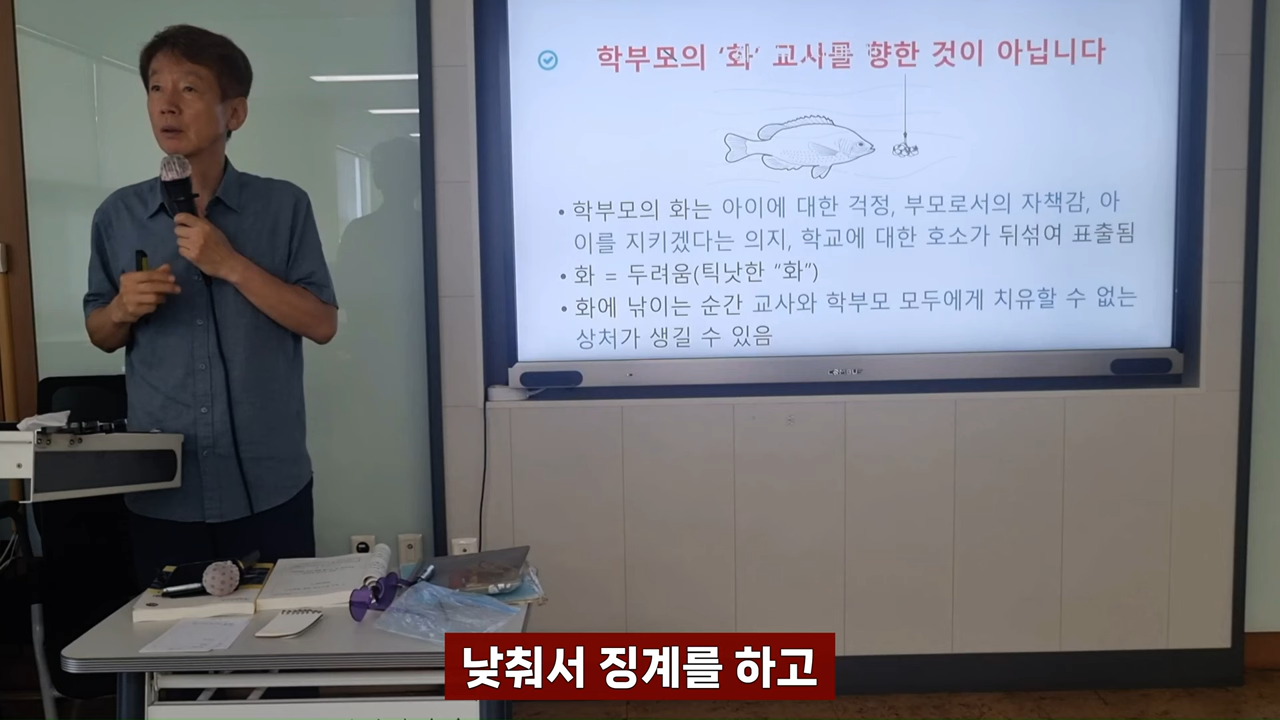 학부모의 ‘화’ 교사를 향한 것이 아닙니다
• 학부모의 화는 아이에 대한 걱정, 부모로서의 자책감, 아
이를 지키겠다는 의지, 학교에 대한 호소가 뒤섞여 표출됨
• 화 = 두려움(틱낫한 “화”)
• 화에 낚이는 순간 교사와 학부모 모두에게 치유할 수 없는
상처가 생길 수 있음
낮춰서 징계를 하고